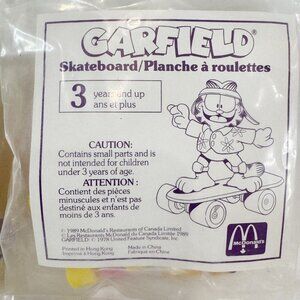 GARFIELD®
Skateboard/Planche à roulettes
3 years and up
ans et plus
CAUTION:
Contains small parts and is
not intended for children
under 3 years of age.
ATTENTION:
Contient des pièces
minuscules et n'est pas
destiné aux enfants de
moins de 3 ans.
© 1989 McDonald's Restaurants of Canada Limited
© Les Restaurants McDonald du Canada Limitée 1989
GARFIELD: © 1978 United Feature Syndicate, Inc.
Printed in Hong Kong Made in China
Imprimé à Hong Kong Fabriqué en Chine
McDonald's